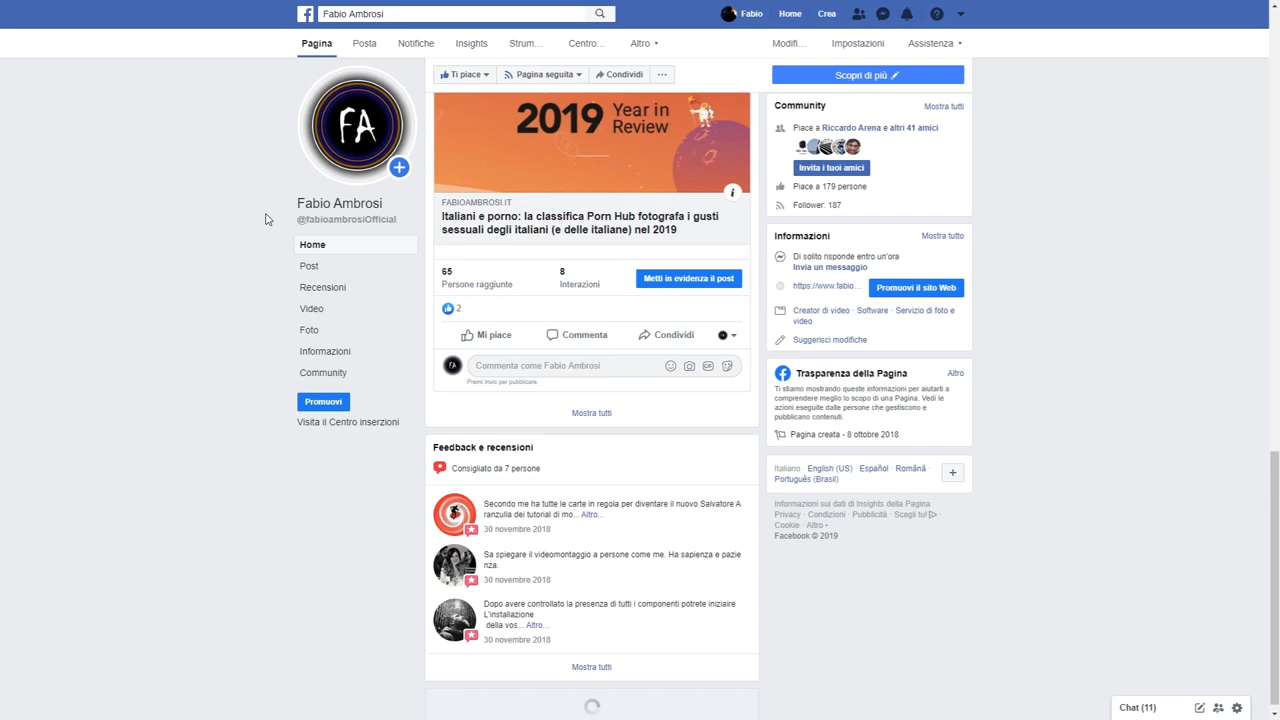 Fabio Ambrosi
Fabio
Home
Crea
Pagina
Posta
Notifiche
Insights
Strum...
Centro...
Altro
Modifi...
Impostazioni
Assistenza
FA
Fabio Ambrosi
@fabioambrosiOfficial
Home
Post
Recensioni
Video
Foto
Informazioni
Community
Promuovi
Visita il Centro inserzioni
Ti piace
Pagina seguita
Condividi
Scopri di più
2019 Year in
Review
FABIOAMBROSI.IT
Italiani e porno: la classifica Porn Hub fotografa i gusti
sessuali degli italiani (e delle italiane) nel 2019
65
Persone raggiunte
8
Interazioni
Metti in evidenza il post
2
Mi piace
Commenta
Condividi
Commenta come Fabio Ambrosi
Premi Invio per pubblicare.
Mostra tutti
Feedback e recensioni
Consigliato da 7 persone
Secondo me ha tutte le carte in regola per diventare il nuovo Salvatore A
ranzulla dei tutorial di mo... Altro...
30 novembre 2018
Sa spiegare il videomontaggio a persone come me. Ha sapienza e pazie
nza.
30 novembre 2018
Dopo avere controllato la presenza di tutti i componenti potrete iniziaire
L'installazione
della vos... Altro...
30 novembre 2018
Mostra tutti
Community
Mostra tutti
Piace a Riccardo Arena e altri 41 amici
Invita i tuoi amici
Piace a 179 persone
Follower: 187
Informazioni
Mostra tutto
Di solito risponde entro un'ora
Invia un messaggio
https://www.fabio...
Promuovi il sito Web
Creator di video · Software · Servizio di foto e
video
Suggerisci modifiche
Trasparenza della Pagina
Altro
Ti stiamo mostrando queste informazioni per aiutarti a
comprendere meglio lo scopo di una Pagina. Vedi le
azioni eseguite dalle persone che gestiscono e
pubblicano contenuti.
Pagina creata - 8 ottobre 2018
Italiano · English (US) · Español · Română ·
Português (Brasil)
Informazioni sui dati di Insights della Pagina
Privacy · Condizioni · Pubblicità · Scegli tu! ·
Cookie · Altro
Facebook © 2019
Chat (11)